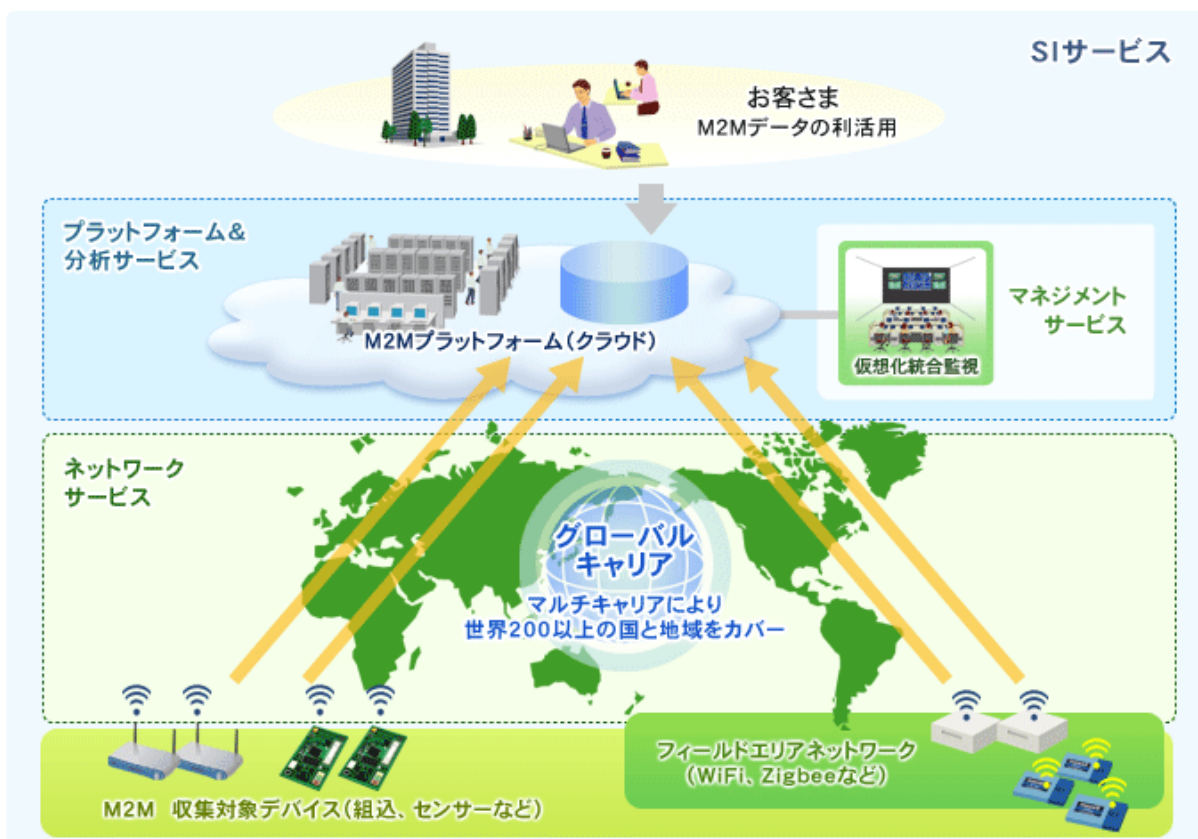 SIサービス
お客さま
M2Mデータの利活用
プラットフォーム&
分析サービス
M2Mプラットフォーム(クラウド)
マネジメント
サービス
仮想化統合監視
ネットワーク
サービス
グローバル
キャリア
マルチキャリアにより
世界200以上の国と地域をカバー
フィールドエリアネットワーク
(WiFi、Zigbeeなど)
M2M 収集対象デバイス(組込、センサーなど)